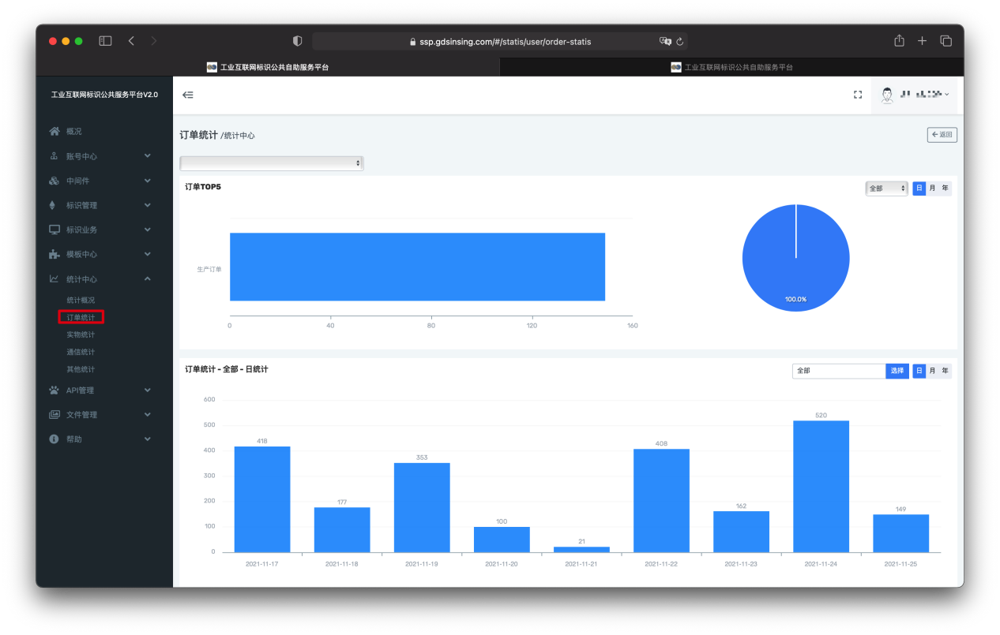 ssp.gdsinsing.com/#/statis/user/order-statis
工业互联网标识公共自助服务平台
工业互联网标识公共自助服务平台
工业互联网标识公共服务平台V2.0
概况
账号中心
中间件
标识管理
标识业务
模板中心
统计中心
统计概况
订单统计
实物统计
通信统计
其他统计
API管理
文件管理
帮助
订单统计 /统计中心
返回
订单TOP5
全部 日 月 年
生产订单
0 40 80 120 160
100.0%
订单统计 - 全部 - 日统计
全部 选择 日 月 年
600
500
400
300
200
100
0
418 177 353 100 21 408 162 520 149
2021-11-17 2021-11-18 2021-11-19 2021-11-20 2021-11-21 2021-11-22 2021-11-23 2021-11-24 2021-11-25